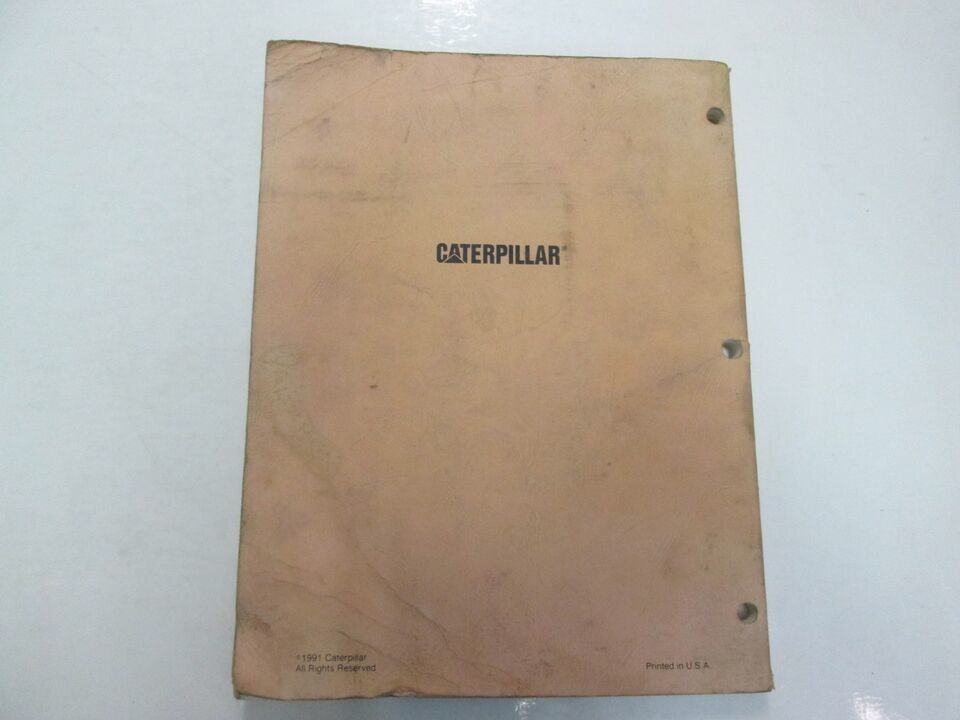 CATERPILLAR®
©1991 Caterpillar
All Rights Reserved
Printed in U.S.A.